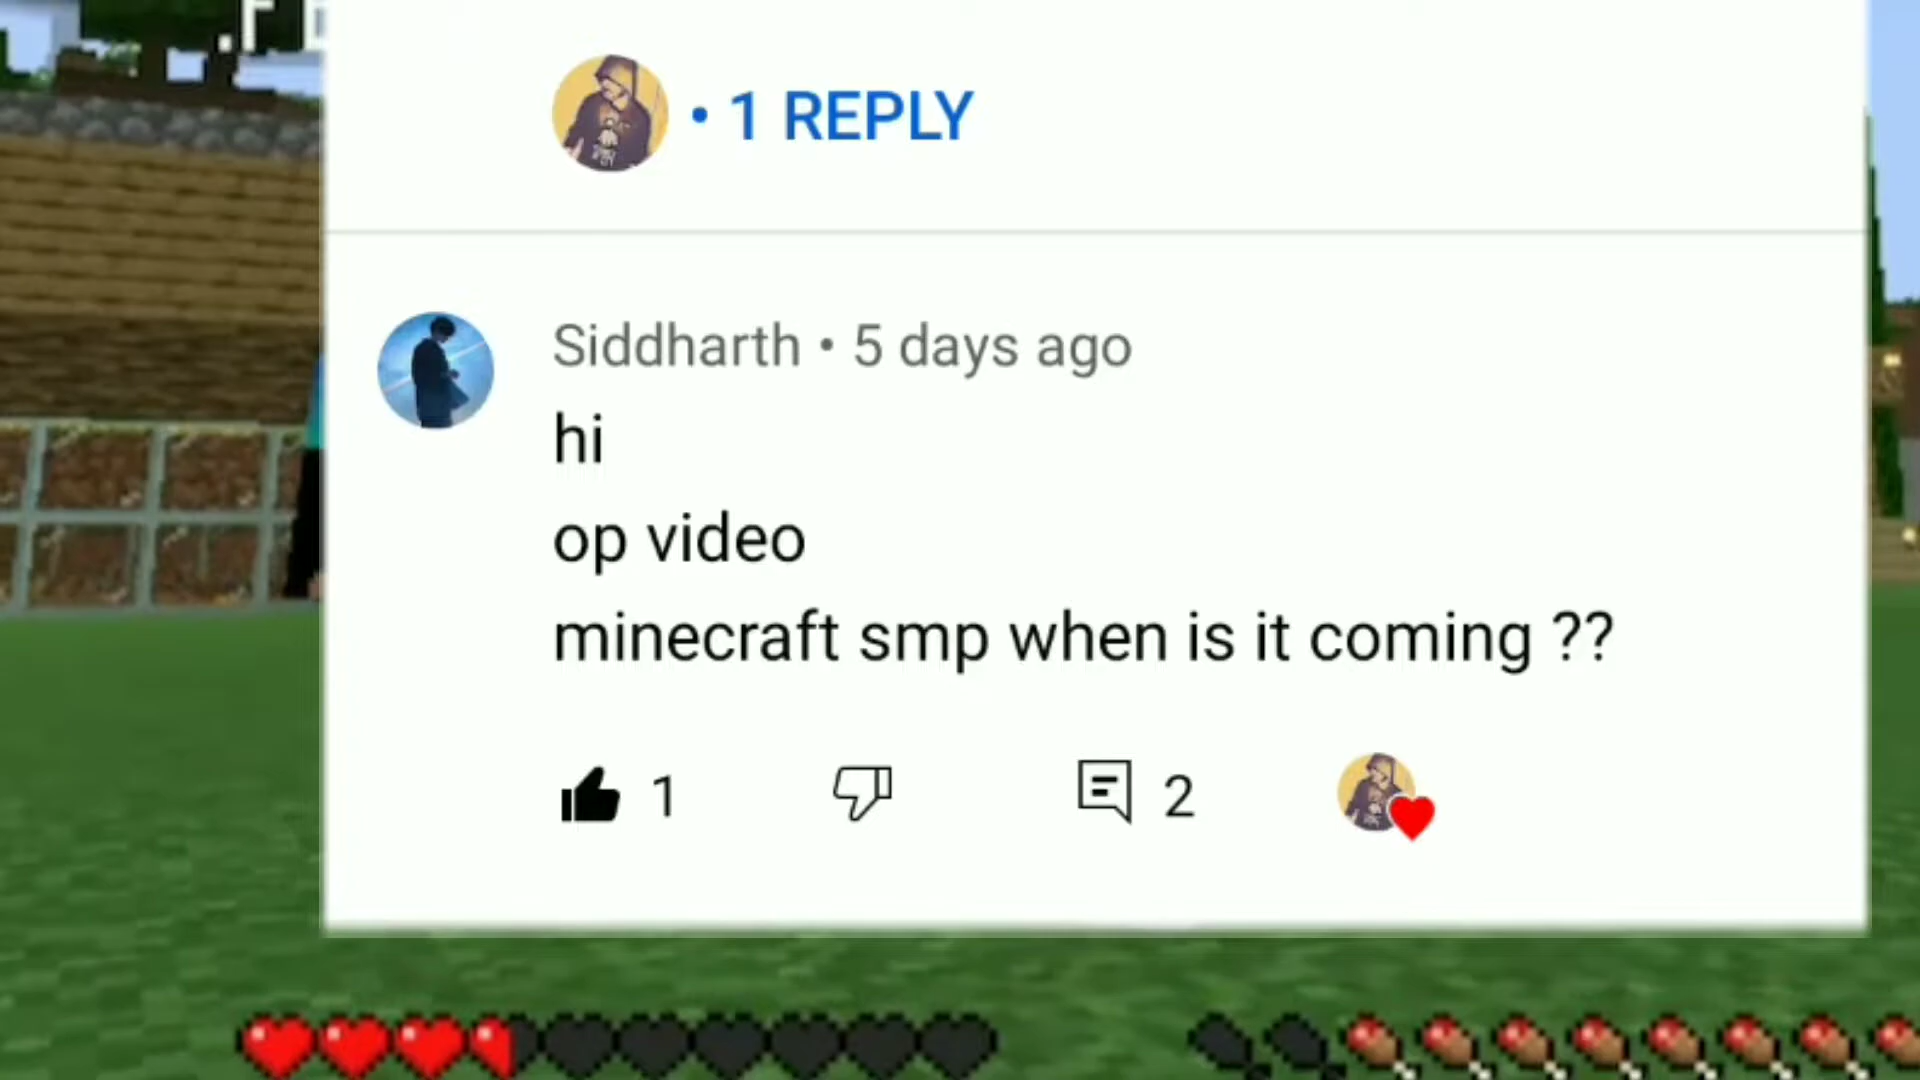 • 1 REPLY
Siddharth • 5 days ago
hi
op video
minecraft smp when is it coming ??
1
2